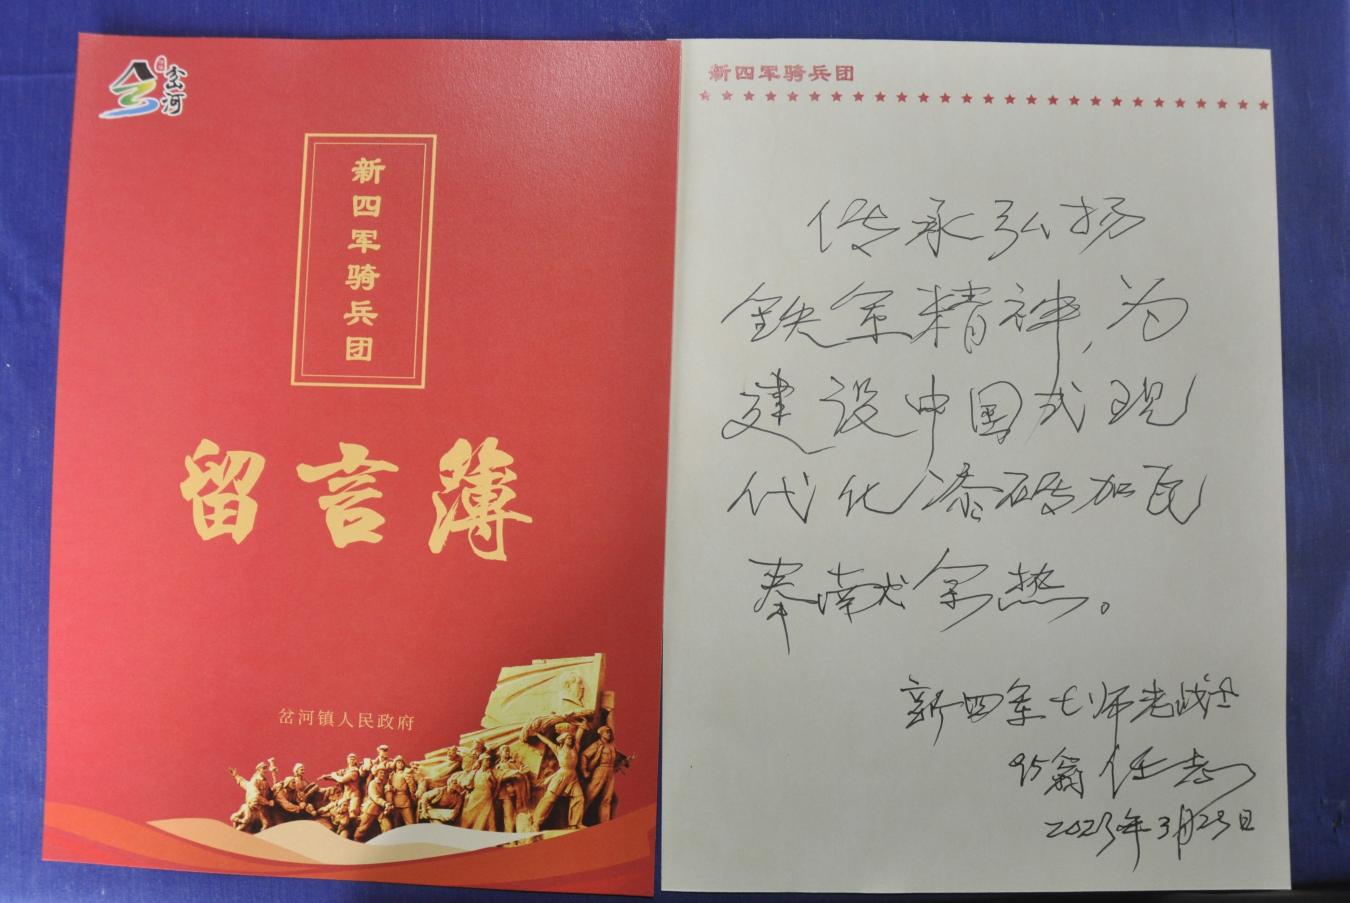 岔河
新四军骑兵团
留言簿
岔河镇人民政府
新四军骑兵团
传承弘扬
铁军精神,为
建设中国式现
代化添砖加瓦
奉献余热。
新四军七师老战士
95翁任志
2023年3月23日